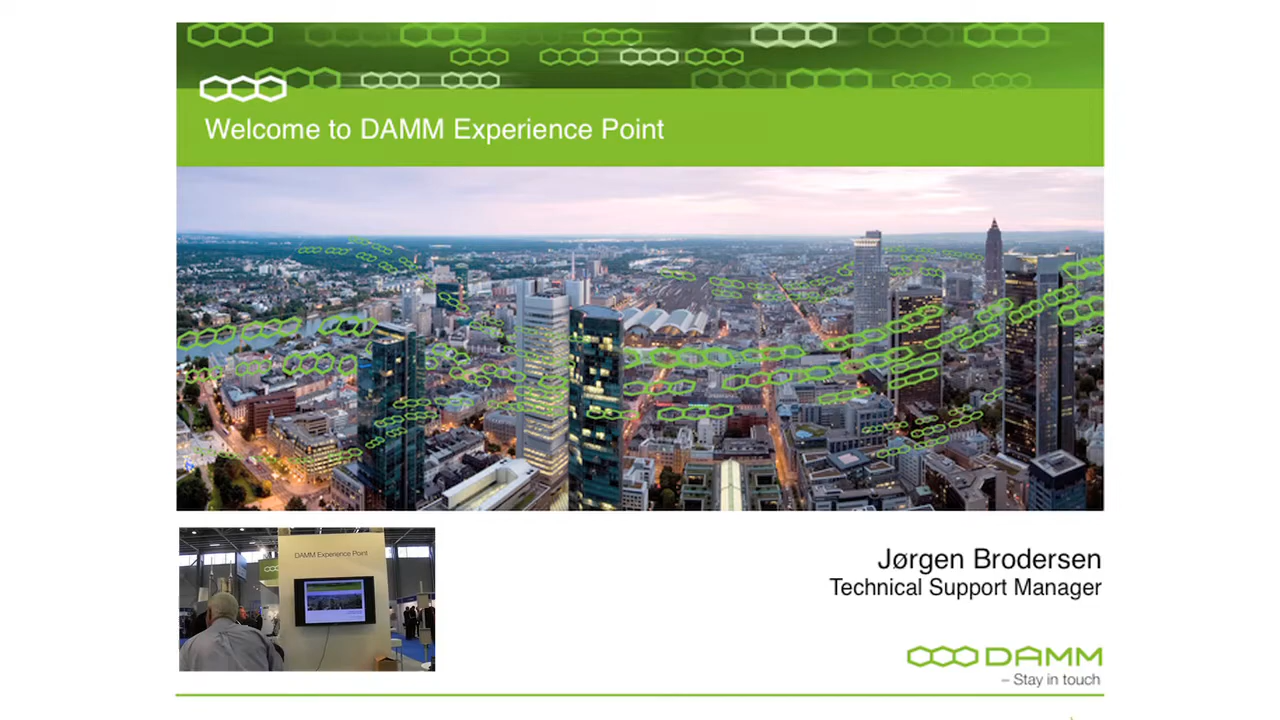 Welcome to DAMM Experience Point
DAMM Experience Point
Jørgen Brodersen
Technical Support Manager
DAMM
– Stay in touch